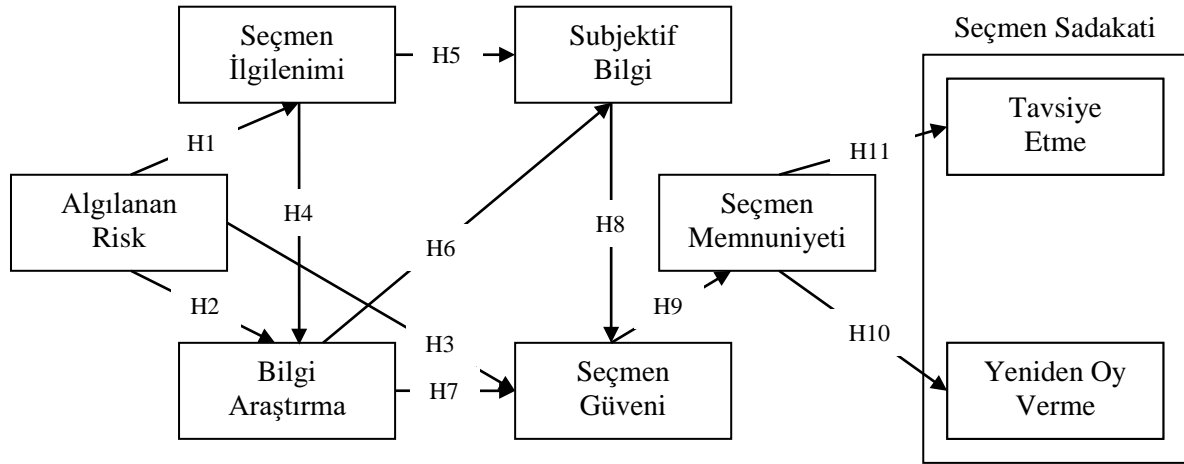 Seçmen Sadakati
Seçmen
İlgilenimi
H5
Subjektif
Bilgi
Tavsiye
Etme
H1
H11
Algılanan
Risk
H4
H6
H8
Seçmen
Memnuniyeti
H2
H9
H3
H10
Bilgi
Araştırma
H7
Seçmen
Güveni
Yeniden Oy
Verme